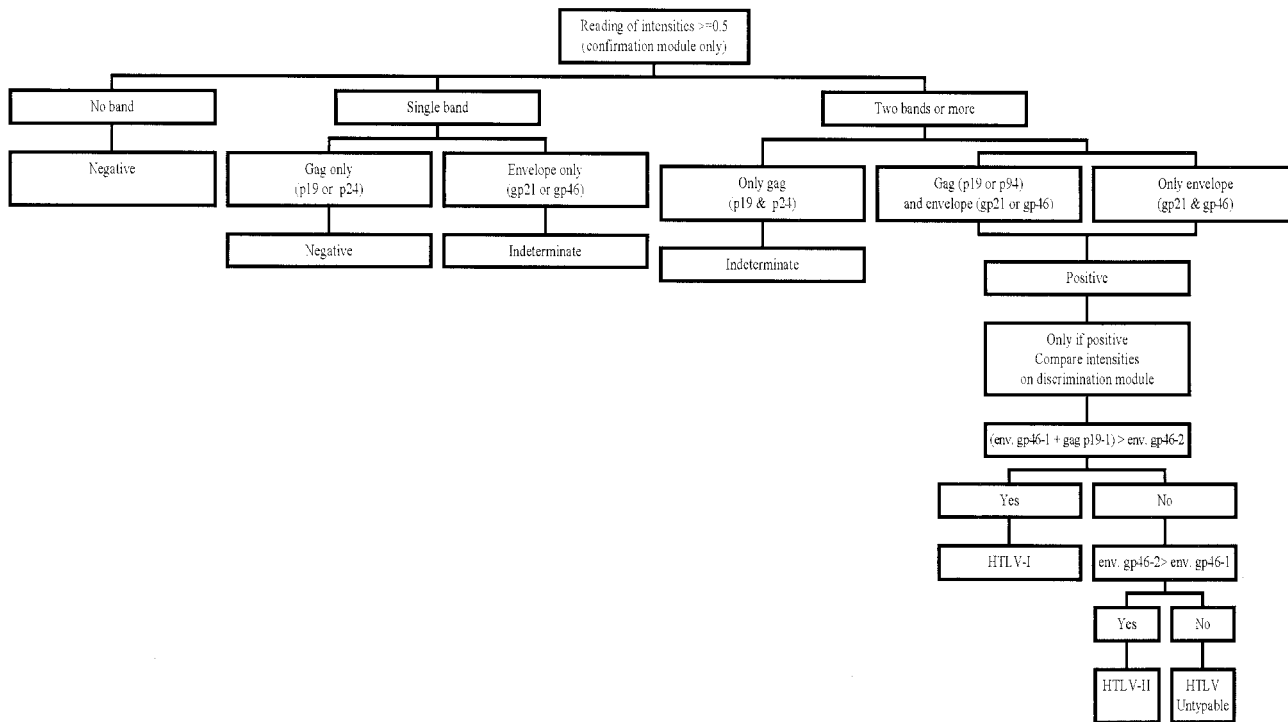 Reading of intensities >=0.5
(confirmation module only)
No band
Single band
Two bands or more
Negative
Gag only
(p19 or p24)
Envelope only
(gp21 or gp46)
Only gag
(p19 & p24)
Gag (p19 or p94)
and envelope (gp21 or gp46)
Only envelope
(gp21 & gp46)
Negative
Indeterminate
Indeterminate
Positive
Only if positive
Compare intensities
on discrimination module
(env. gp46-1 + gag p19-1) > env. gp46-2
Yes
No
HTLV-I
env. gp46-2> env. gp46-1
Yes
No
HTLV-II
HTLV
Untypable